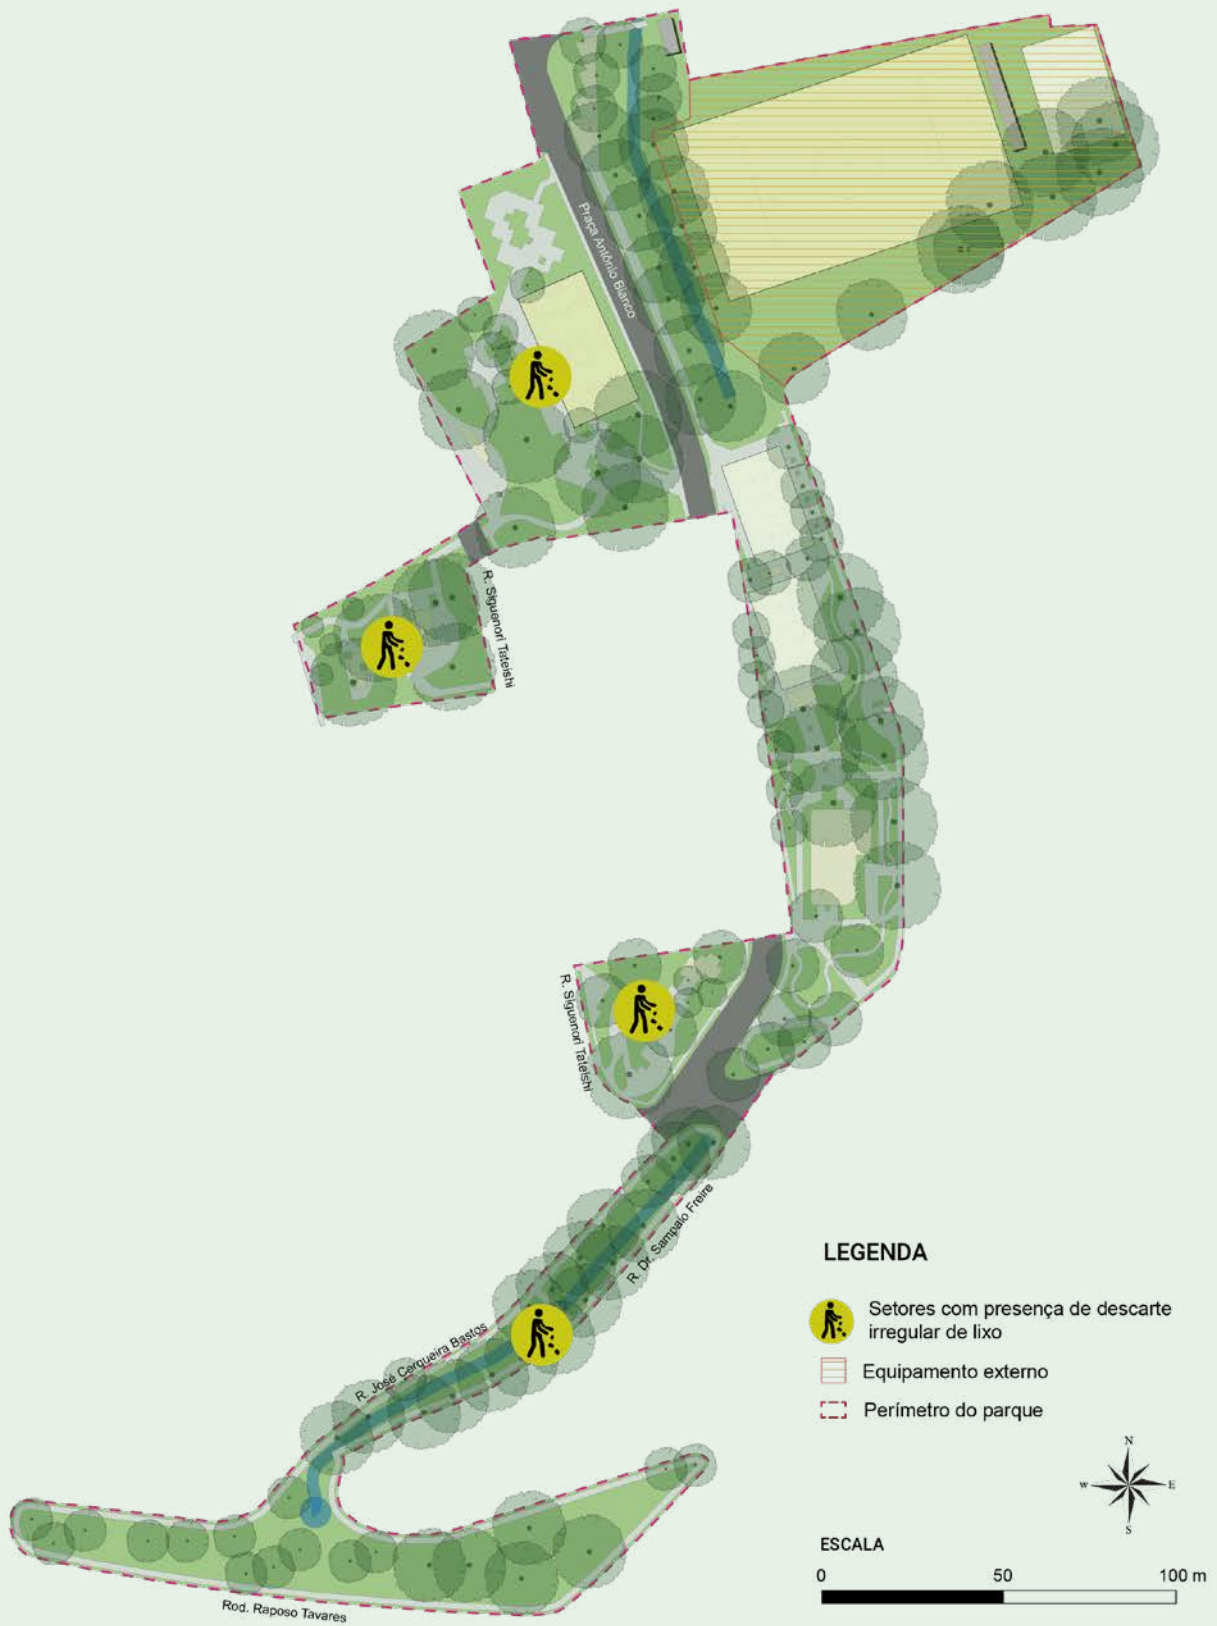 Praça Antônio Bianco
R. Siguenori Tateishi
R. Siguenori Tateishi
R. Dr. Sampaio Freire
R. José Cerqueira Bastos
Rod. Raposo Tavares
LEGENDA
Setores com presença de descarte
irregular de lixo
Equipamento externo
Perímetro do parque
N
W
E
S
ESCALA
0
50
100 m